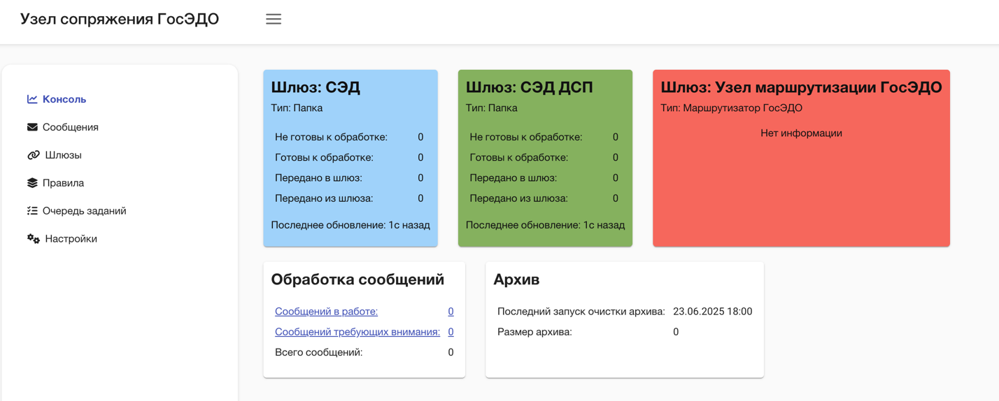 Узел сопряжения ГосЭДО
Консоль
Сообщения
Шлюзы
Правила
Очередь заданий
Настройки
Шлюз: СЭД
Тип: Папка
Не готовы к обработке: 0
Готовы к обработке: 0
Передано в шлюз: 0
Передано из шлюза: 0
Последнее обновление: 1с назад
Шлюз: СЭД ДСП
Тип: Папка
Не готовы к обработке: 0
Готовы к обработке: 0
Передано в шлюз: 0
Передано из шлюза: 0
Последнее обновление: 1с назад
Шлюз: Узел маршрутизации ГосЭДО
Тип: Маршрутизатор ГосЭДО
Нет информации
Обработка сообщений
Сообщений в работе: 0
Сообщений требующих внимания: 0
Всего сообщений: 0
Архив
Последний запуск очистки архива: 23.06.2025 18:00
Размер архива: 0